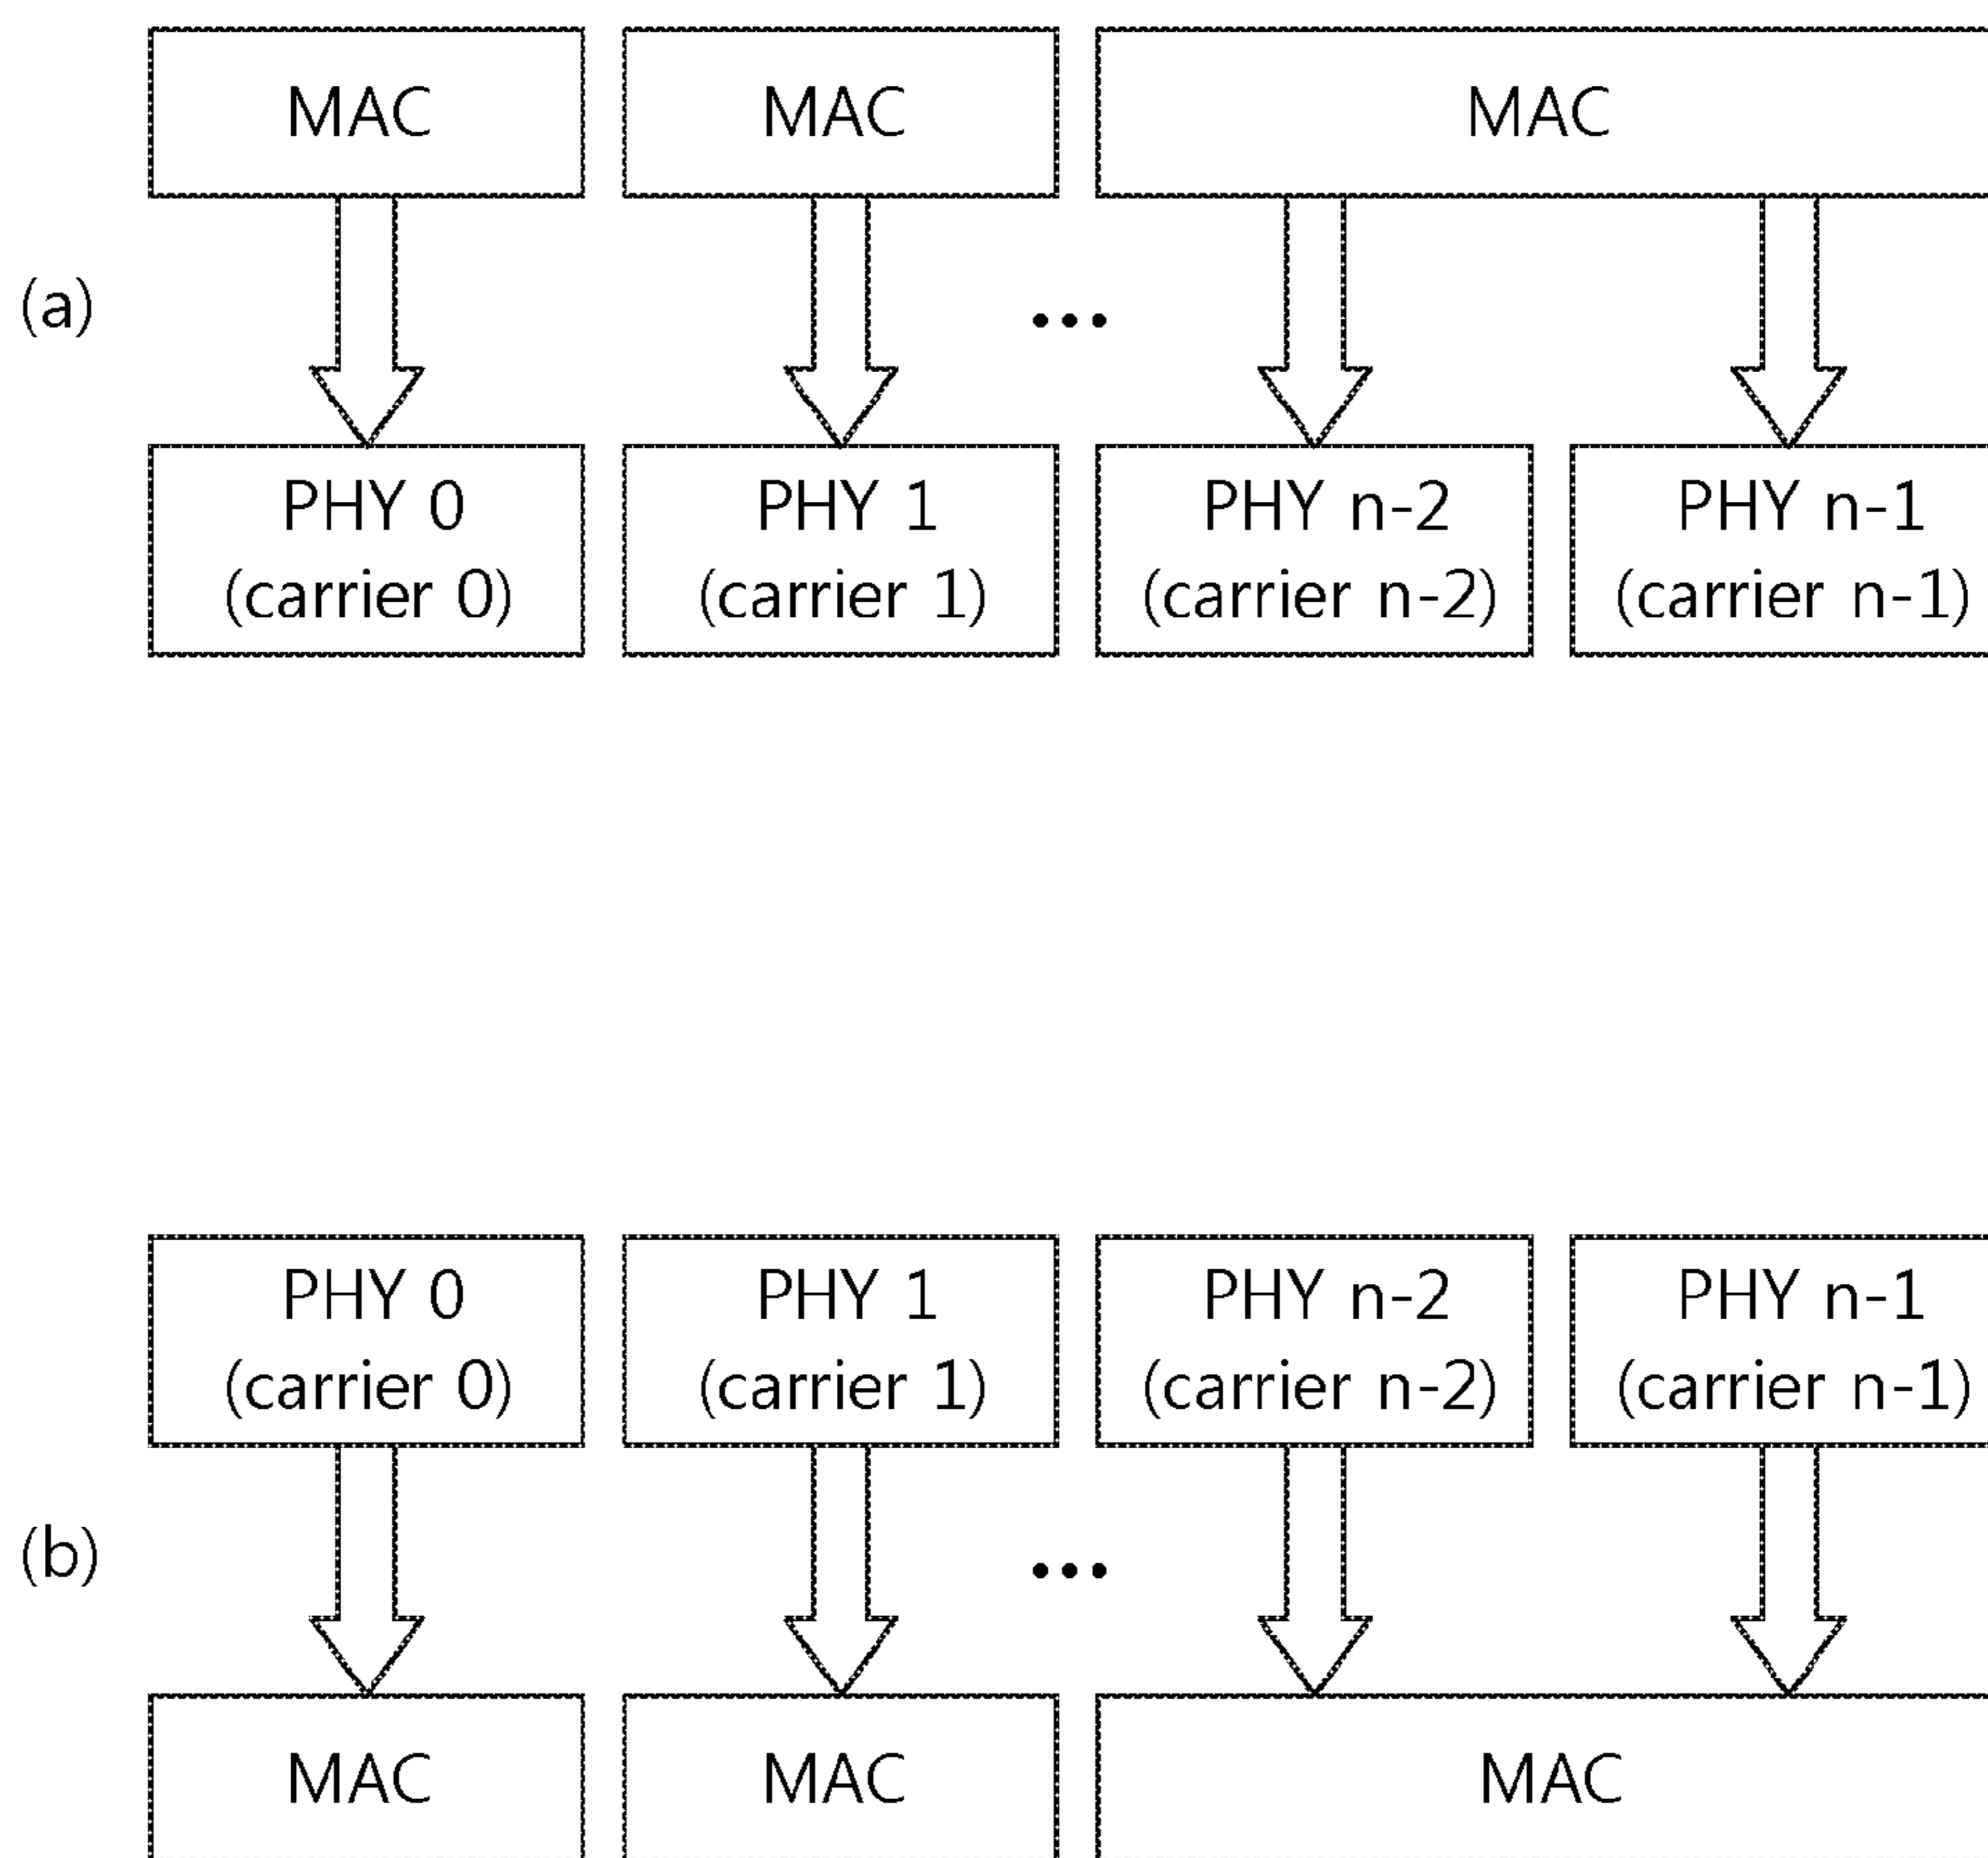 MAC MAC MAC
(a)
...
PHY 0 PHY 1 PHY n-2 PHY n-1
(carrier 0) (carrier 1) (carrier n-2) (carrier n-1)
PHY 0 PHY 1 PHY n-2 PHY n-1
(carrier 0) (carrier 1) (carrier n-2) (carrier n-1)
(b)
...
MAC MAC MAC